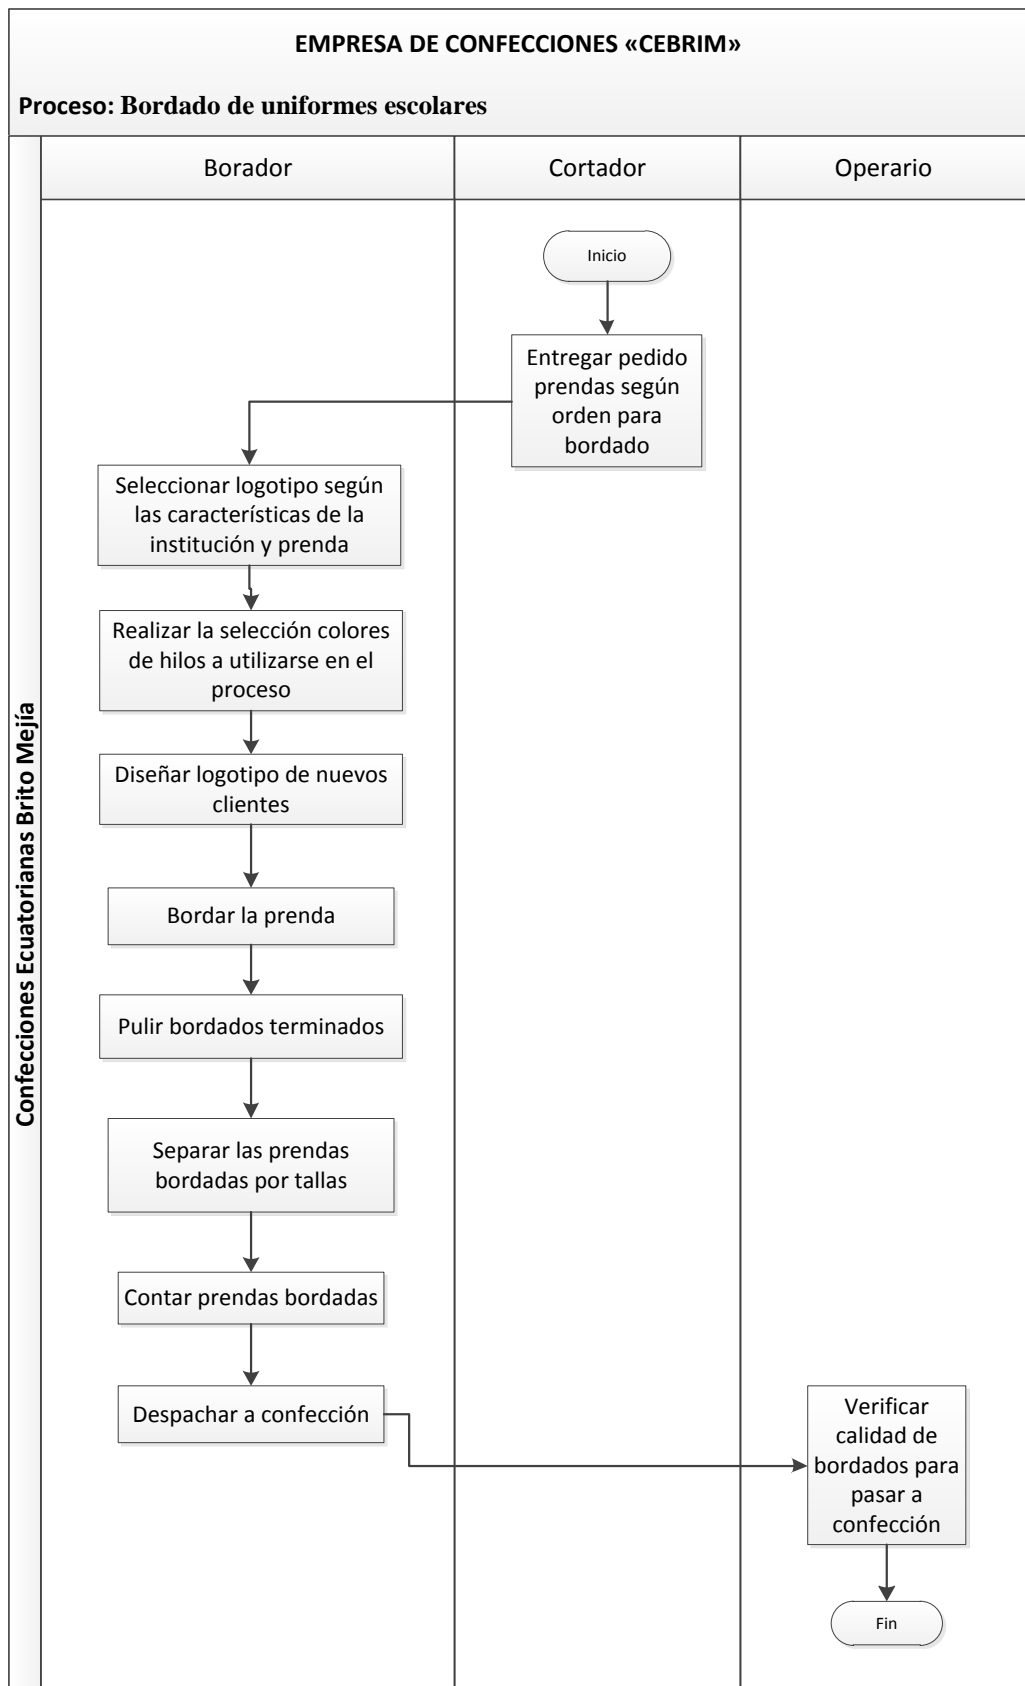 EMPRESA DE CONFECCIONES «CEBRIM»
Proceso: Bordado de uniformes escolares
Confecciones Ecuatorianas Brito Mejía
Borador
Cortador
Operario
Inicio
Entregar pedido
prendas según
orden para
bordado
Seleccionar logotipo según
las características de la
institución y prenda
Realizar la selección colores
de hilos a utilizarse en el
proceso
Diseñar logotipo de nuevos
clientes
Bordar la prenda
Pulir bordados terminados
Separar las prendas
bordadas por tallas
Contar prendas bordadas
Despachar a confección
Verificar
calidad de
bordados para
pasar a
confección
Fin